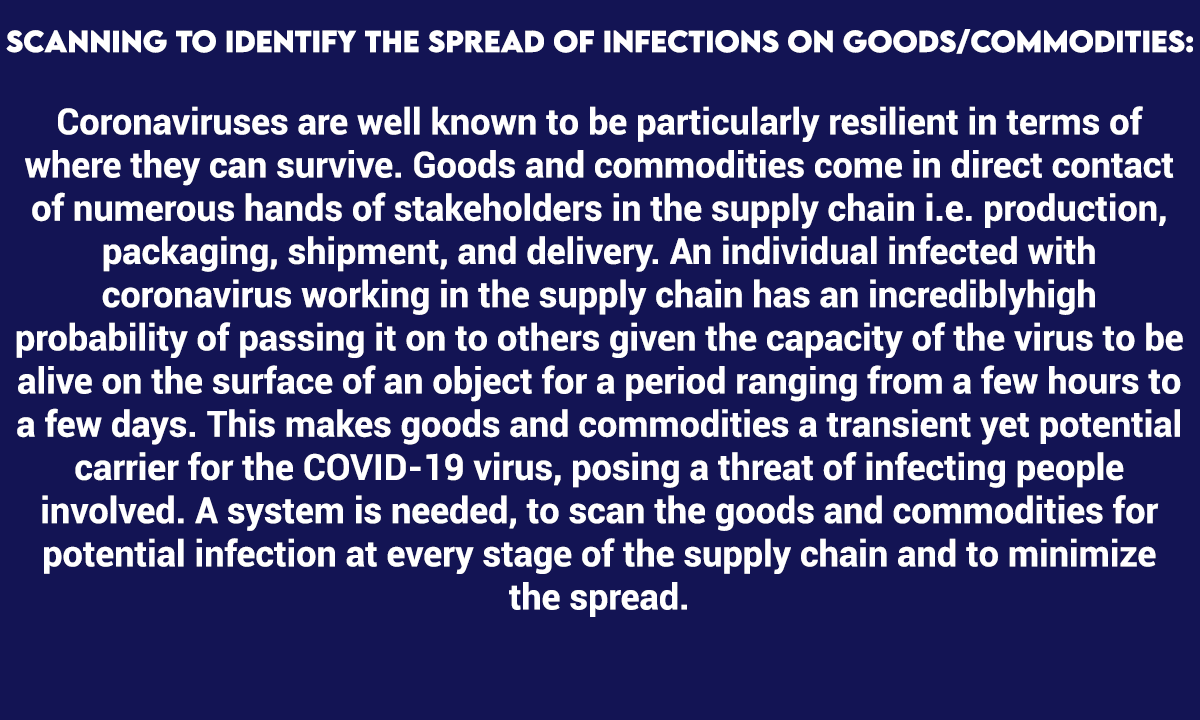 SCANNING TO IDENTIFY THE SPREAD OF INFECTIONS ON GOODS/COMMODITIES:
Coronaviruses are well known to be particularly resilient in terms of
where they can survive. Goods and commodities come in direct contact
of numerous hands of stakeholders in the supply chain i.e. production,
packaging, shipment, and delivery. An individual infected with
coronavirus working in the supply chain has an incrediblyhigh
probability of passing it on to others given the capacity of the virus to be
alive on the surface of an object for a period ranging from a few hours to
a few days. This makes goods and commodities a transient yet potential
carrier for the COVID-19 virus, posing a threat of infecting people
involved. A system is needed, to scan the goods and commodities for
potential infection at every stage of the supply chain and to minimize
the spread.